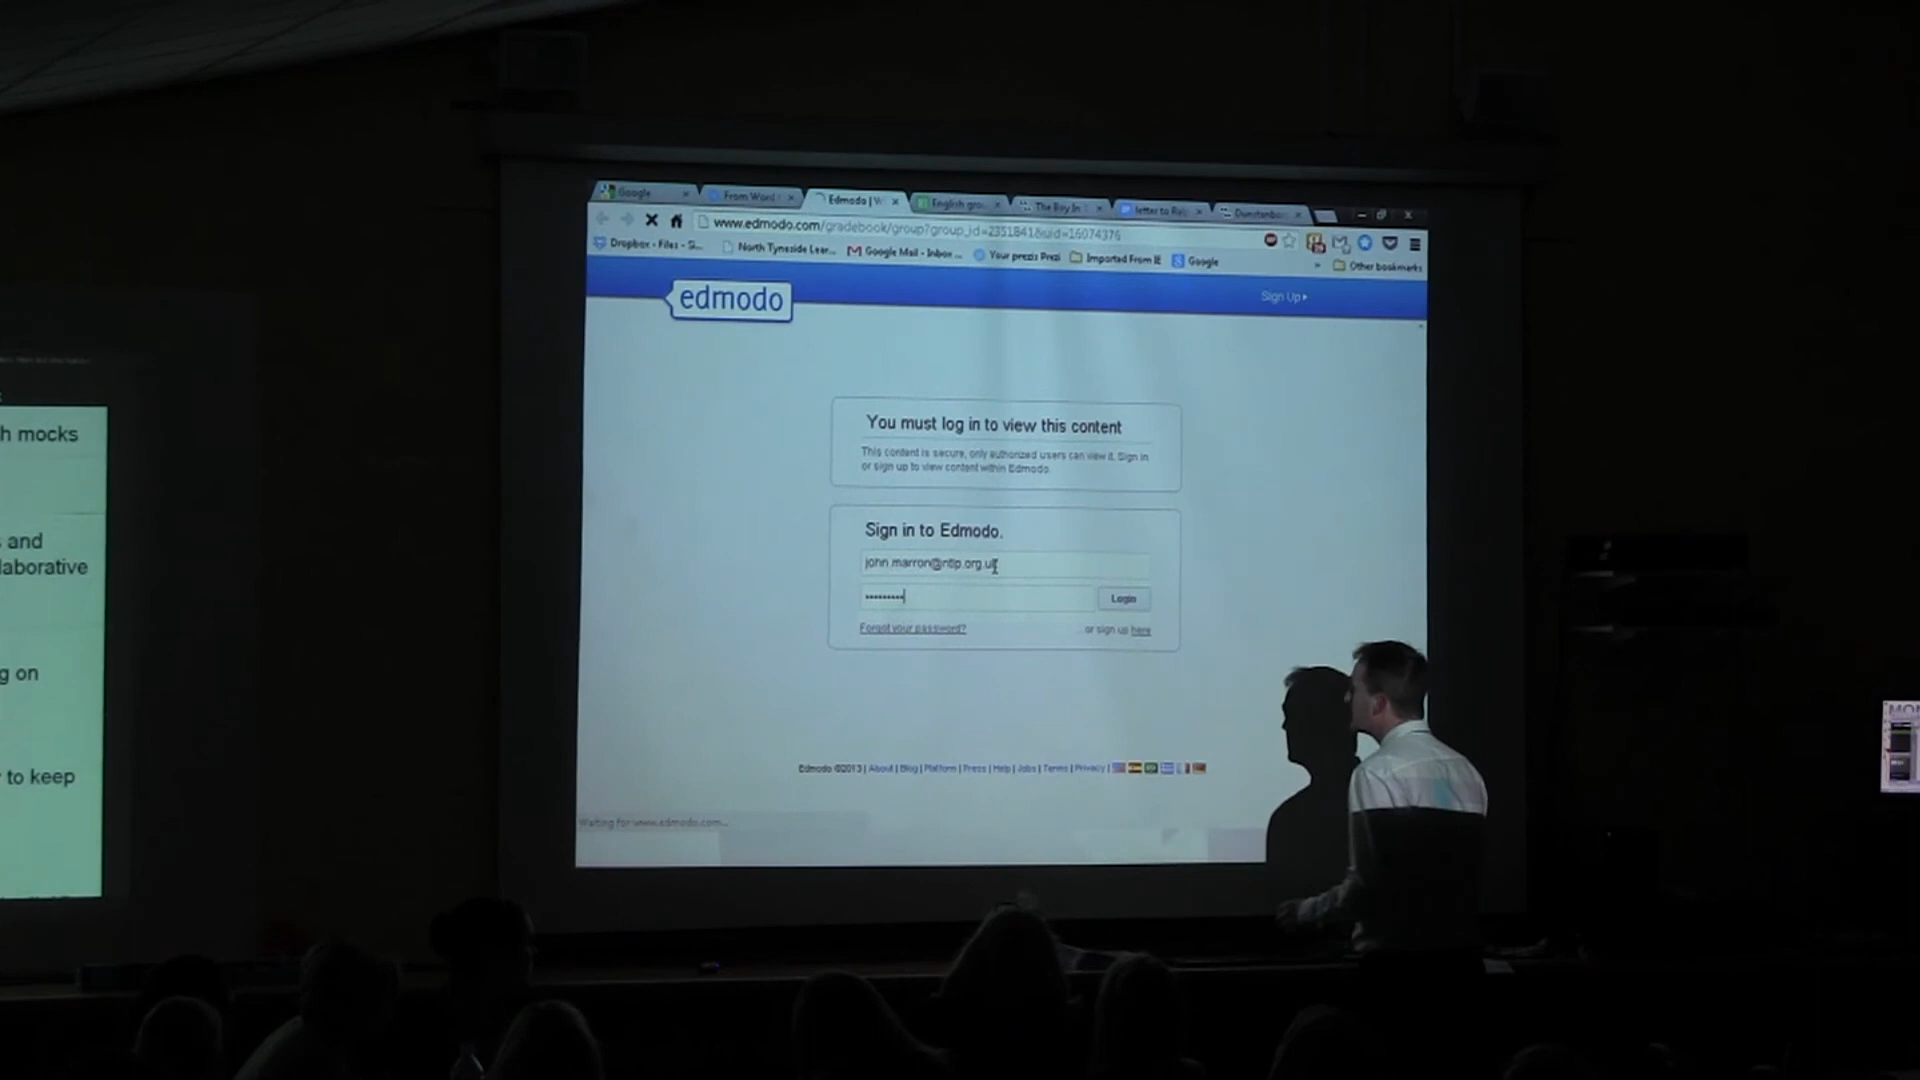 Google
From Word
Edmodo | W
English gro
The Boy In
letter to
www.edmodo.com/gradebook/group?group_id=2351841&uid=16074376
Dropbox - Files - Si...
North Tyneside Lear...
Google Mail - Inbox ...
Your prezis Prezi
Imported From IE
Google
»
Other bookmarks
edmodo
Sign Up
You must log in to view this content
This content is secure, only authorized users can view it. Sign in
or sign up to view content within Edmodo.
Sign in to Edmodo.
john.marron@ntlp.org.uk
Login
Forgot your password?
or sign up here
Edmodo ©2013 | About | Blog | Platform | Press | Help | Jobs | Terms | Privacy |
Waiting for www.edmodo.com...
h mocks
and
laborative
g on
to keep
MON